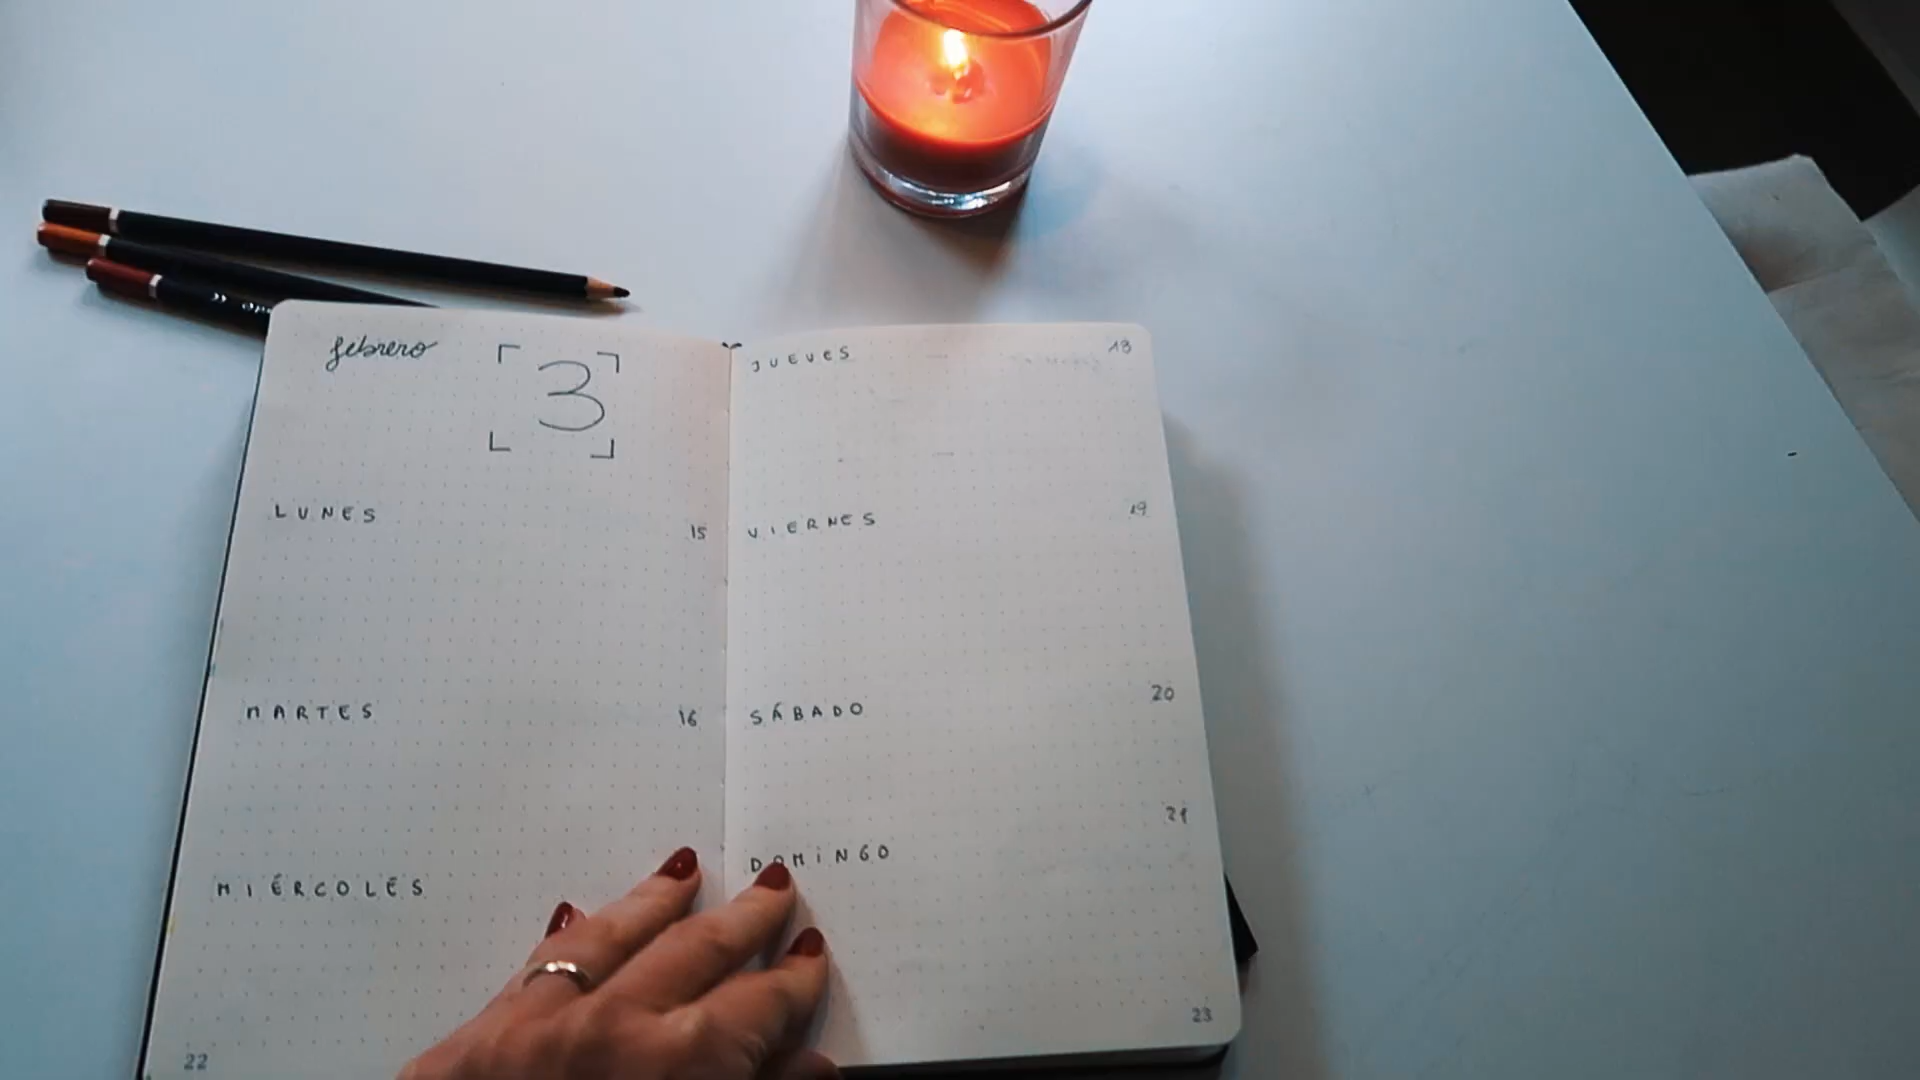 febrero
3
LUNES
15
MARTES
16
MIÉRCOLES
22
JUEVES
18
VIERNES
19
SÁBADO
20
21
DOMINGO
23